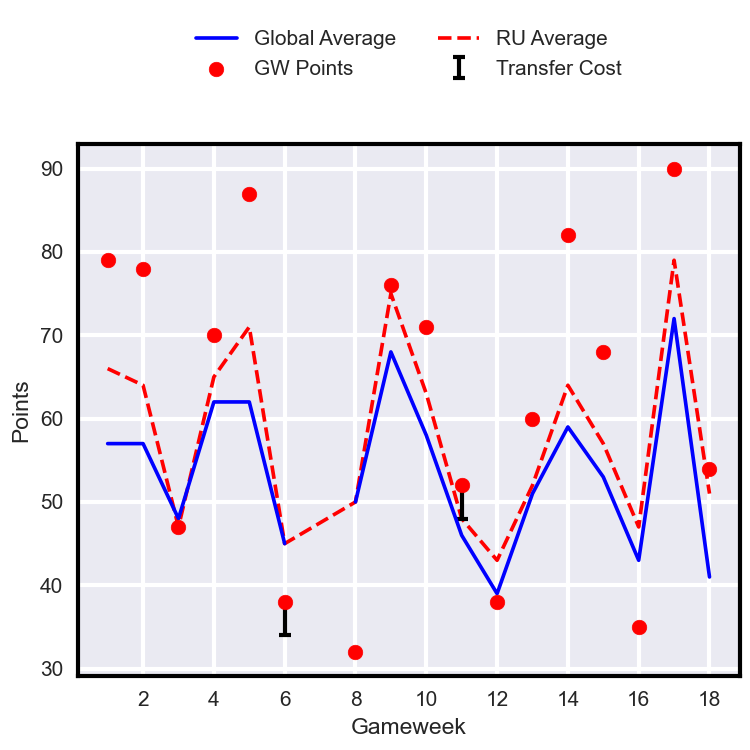 Global Average
RU Average
GW Points
Transfer Cost
90
80
70
60
50
40
30
Points
2 4 6 8 10 12 14 16 18
Gameweek